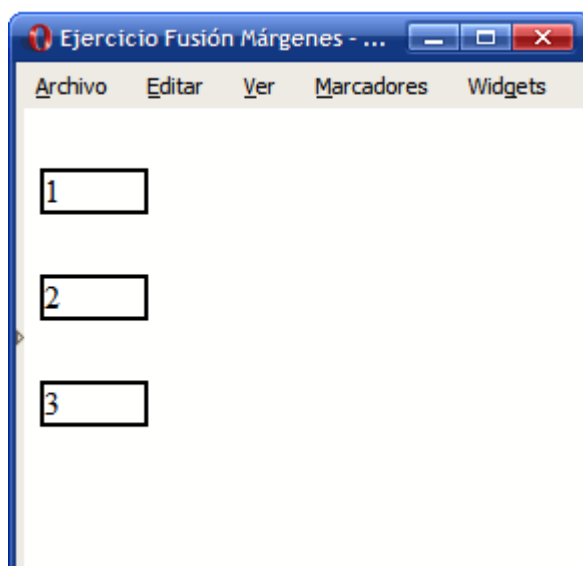 Ejercicio Fusión Márgenes - ...
Archivo Editar Ver Marcadores Widgets
1
2
3